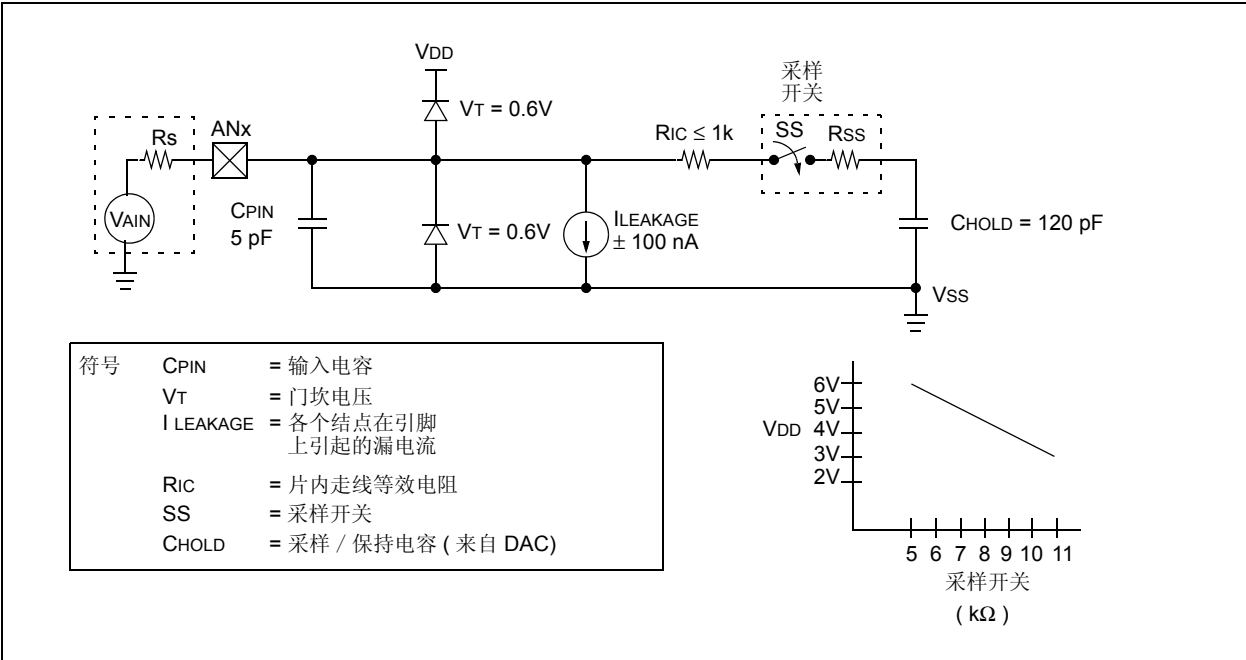 VDD
采样
开关
VT = 0.6V
Rs
ANx
RIC ≤ 1k
SS
RSS
VAIN
CPIN
5 pF
VT = 0.6V
ILEAKAGE
± 100 nA
CHOLD = 120 pF
VSS
符号 CPIN = 输入电容
VT = 门坎电压
I LEAKAGE = 各个结点在引脚
上引起的漏电流
RIC = 片内走线等效电阻
SS = 采样开关
CHOLD = 采样 / 保持电容 ( 来自 DAC)
6V
5V
VDD 4V
3V
2V
5 6 7 8 9 10 11
采样开关
( kΩ )